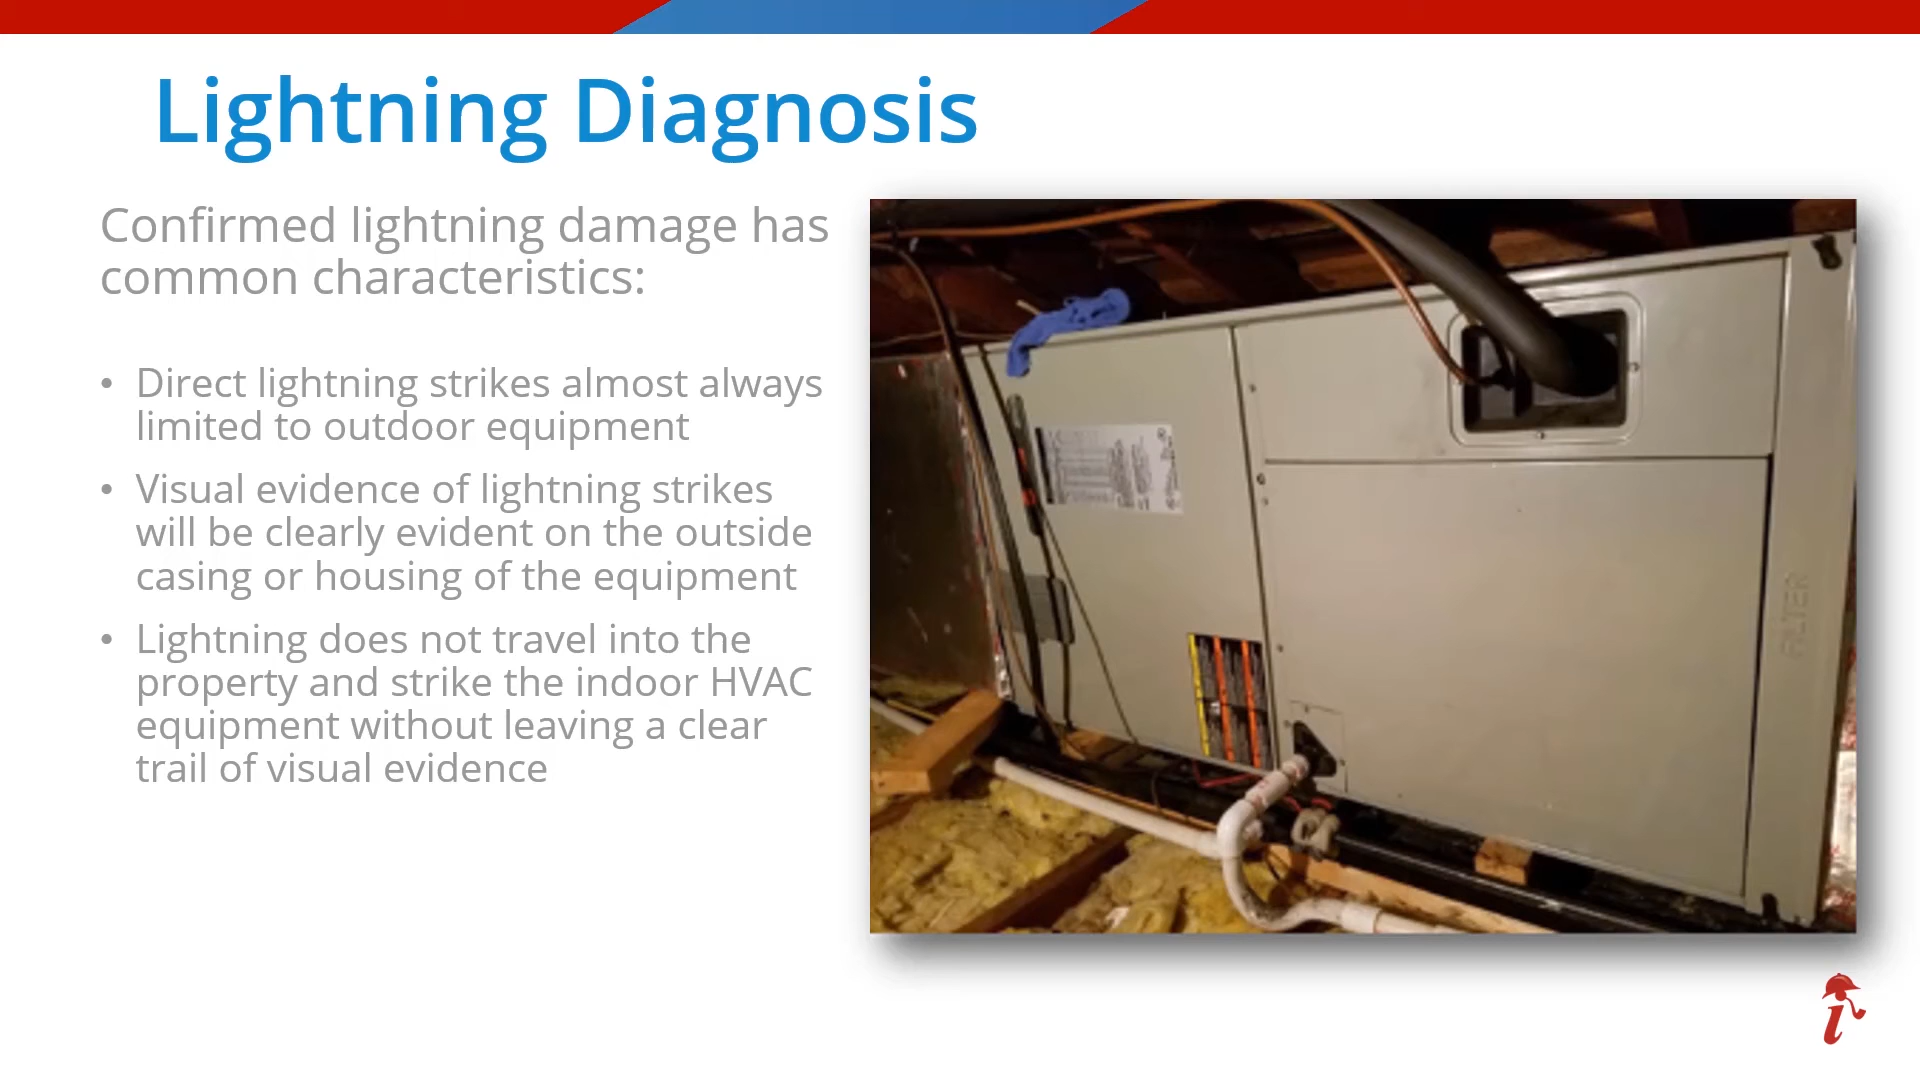 Lightning Diagnosis
Confirmed lightning damage has
common characteristics:
• Direct lightning strikes almost always
limited to outdoor equipment
• Visual evidence of lightning strikes
will be clearly evident on the outside
casing or housing of the equipment
• Lightning does not travel into the
property and strike the indoor HVAC
equipment without leaving a clear
trail of visual evidence
FILTER